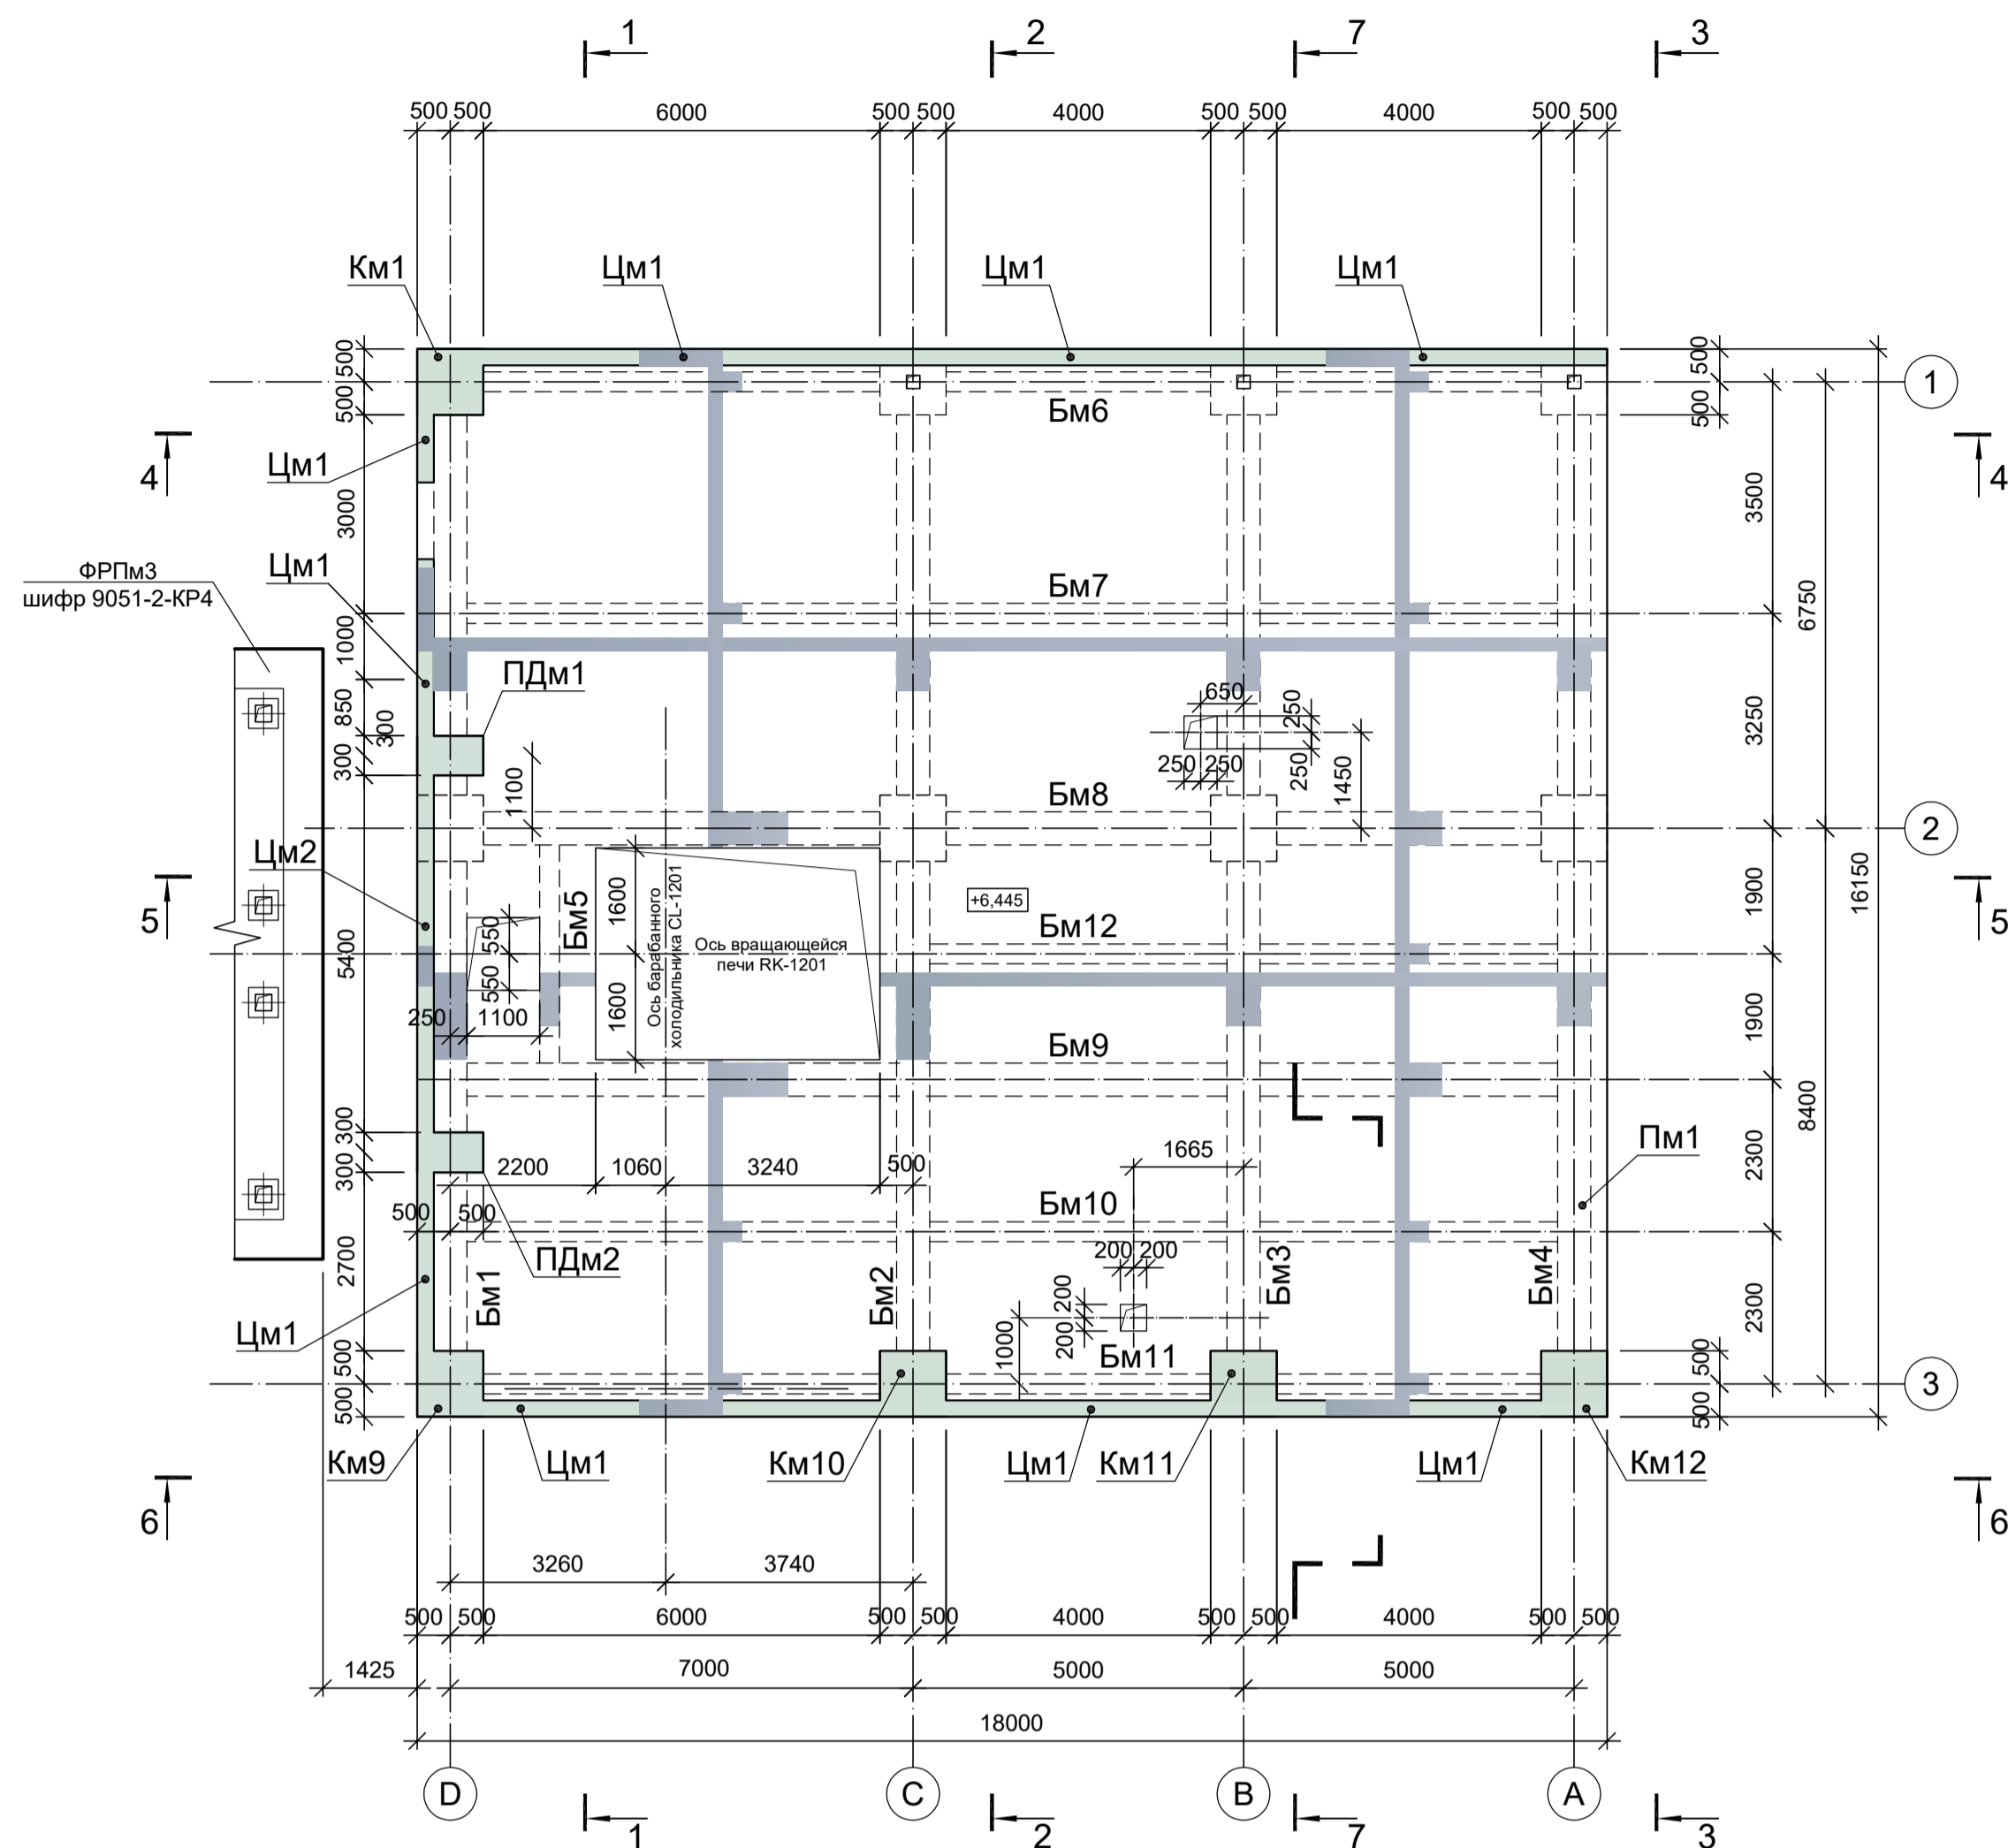 1
2
7
3
500 500 6000 500 500 4000 500 500 4000 500 500
Км1
Цм1
Цм1
Цм1
500
500
500
500
1
Бм6
4
4
Цм1
3000
3500
ФРПм3
шифр 9051-2-КР4
Цм1
Бм7
6750
1000
ПДм1
850
300
300
650
250
250
250 250
1450
3250
1100
Бм8
2
Цм2
16150
5
5
Бм5
1600
1600
Ось барабанного
холодильника CL-1201
Ось вращающейся
печи RK-1201
+6,445
Бм12
1900
550
550
5400
250 1100
1900
Бм9
8400
300
300
2200 1060 3240 500
1665
Пм1
2300
500 500
Бм10
ПДм2
2700
200 200
Бм1
Бм2
Бм3
Бм4
200
200
1000
Бм11
2300
Цм1
500
500
500
500
3
Км9
Цм1
Км10
Цм1
Км11
Цм1
Км12
6
6
3260 3740
500 500 6000 500 500 4000 500 500 4000 500 500
1425 7000 5000 5000
18000
D
C
B
A
1
2
7
3